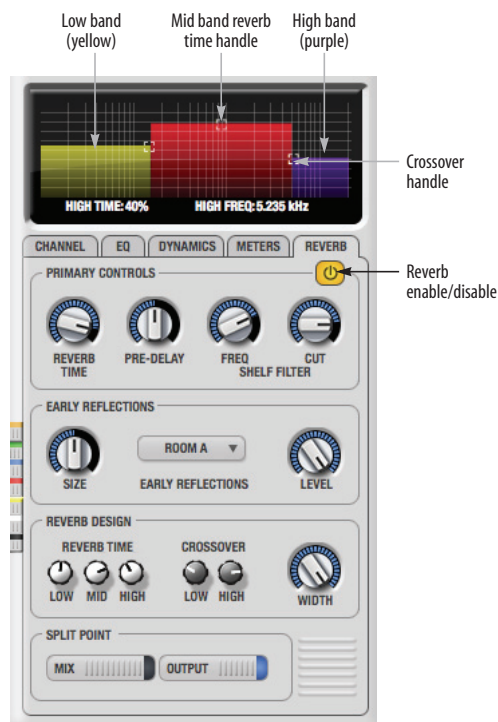 Low band
(yellow)
Mid band reverb
time handle
High band
(purple)
Crossover
handle
HIGH TIME: 40%
HIGH FREQ: 5.235 kHz
CHANNEL
EQ
DYNAMICS
METERS
REVERB
Reverb
enable/disable
PRIMARY CONTROLS
REVERB
TIME
PRE-DELAY
FREQ
CUT
SHELF FILTER
EARLY REFLECTIONS
SIZE
ROOM A
EARLY REFLECTIONS
LEVEL
REVERB DESIGN
REVERB TIME
CROSSOVER
LOW
MID
HIGH
LOW
HIGH
WIDTH
SPLIT POINT
MIX
OUTPUT